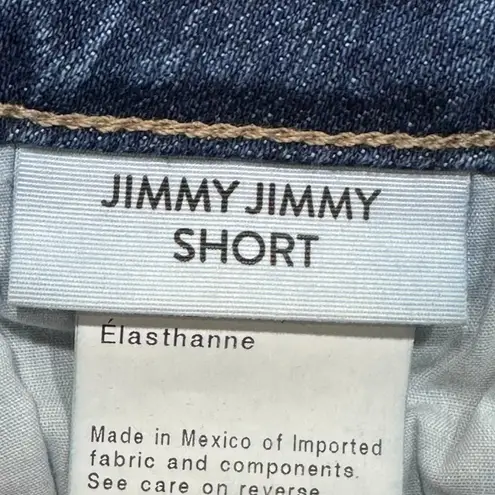 JIMMY JIMMY
SHORT
Élasthanne
Made in Mexico of Imported
fabric and components.
See care on reverse